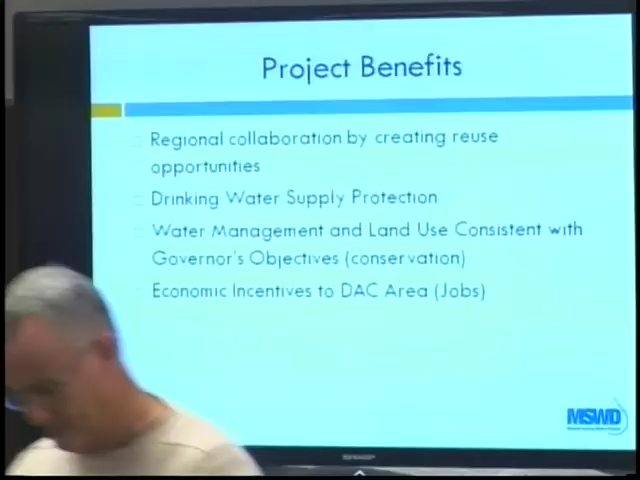 Project Benefits
Regional collaboration by creating reuse
opportunities
Drinking Water Supply Protection
Water Management and Land Use Consistent with
Governor's Objectives (conservation)
Economic Incentives to DAC Area (Jobs)
MSWD
SHARP